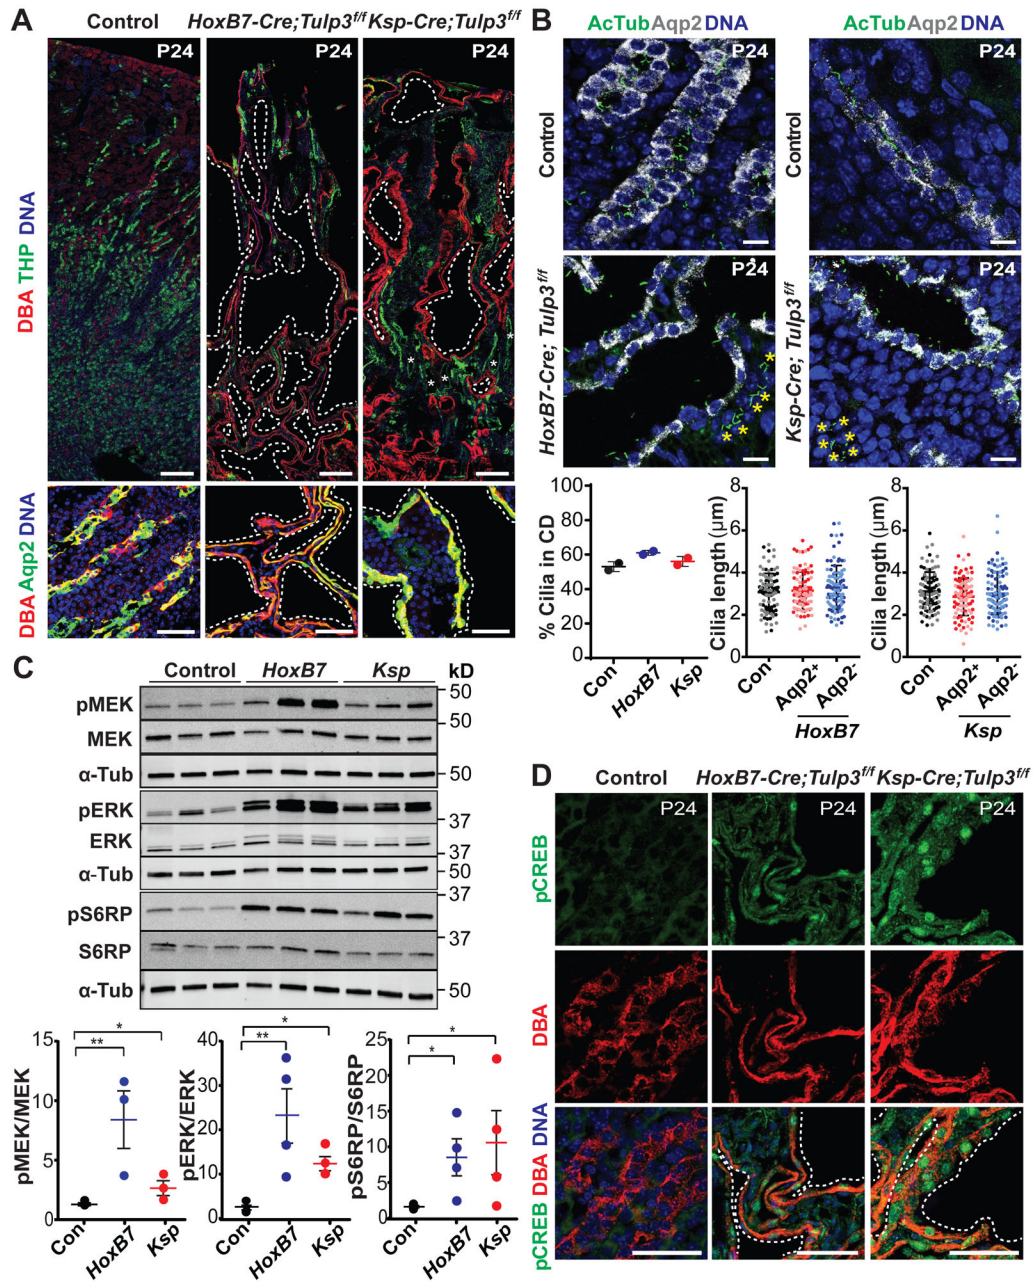 A Control HoxB7-Cre;Tulp3f/f Ksp-Cre;Tulp3f/f
P24 P24 P24
DBA THP DNA
* * * * *
DBA Aqp2 DNA
B AcTub Aqp2 DNA AcTub Aqp2 DNA
Control P24 Control P24
HoxB7-Cre; Tulp3f/f P24 Ksp-Cre; Tulp3f/f P24
% Cilia in CD
100
80
60
40
20
0
Con HoxB7 Ksp
Cilia length (μm)
8
6
4
2
0
Con Aqp2+ Aqp2-
HoxB7
Cilia length (μm)
8
6
4
2
0
Con Aqp2+ Aqp2-
Ksp
C Control HoxB7 Ksp kD
pMEK 50
MEK 50
α-Tub 50
pERK 37
ERK 37
α-Tub 50
pS6RP 37
S6RP 37
α-Tub 50
pMEK/MEK
15
10
5
0
* **
Con HoxB7 Ksp
pERK/ERK
40
30
20
10
0
* **
Con HoxB7 Ksp
pS6RP/S6RP
25
20
15
10
5
0
* *
Con HoxB7 Ksp
D Control HoxB7-Cre;Tulp3f/f Ksp-Cre;Tulp3f/f
P24 P24 P24
pCREB
DBA
pCREB DBA DNA